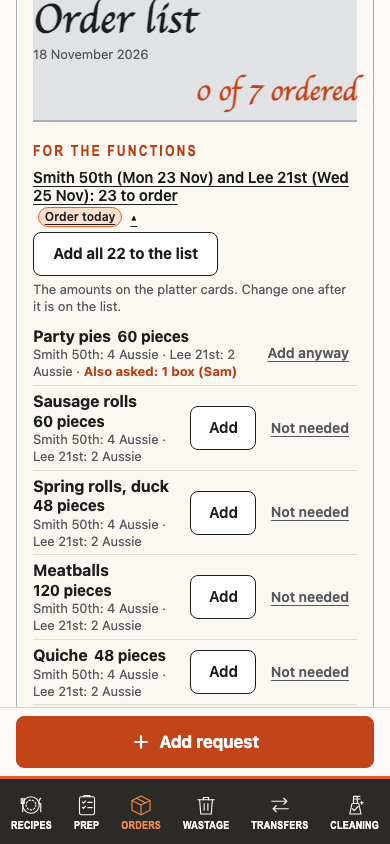 Order list
18 November 2026
0 of 7 ordered
FOR THE FUNCTIONS
Smith 50th (Mon 23 Nov) and Lee 21st (Wed
25 Nov): 23 to order
Order today ▴
Add all 22 to the list
The amounts on the platter cards. Change one after
it is on the list.
Party pies 60 pieces
Smith 50th: 4 Aussie · Lee 21st: 2
Aussie · Also asked: 1 box (Sam)
Add anyway
Sausage rolls
60 pieces
Smith 50th: 4 Aussie ·
Lee 21st: 2 Aussie
Add
Not needed
Spring rolls, duck
48 pieces
Smith 50th: 4 Aussie ·
Lee 21st: 2 Aussie
Add
Not needed
Meatballs
120 pieces
Smith 50th: 4 Aussie ·
Lee 21st: 2 Aussie
Add
Not needed
Quiche 48 pieces
Smith 50th: 4 Aussie ·
Lee 21st: 2 Aussie
Add
Not needed
+ Add request
RECIPES PREP ORDERS WASTAGE TRANSFERS CLEANING